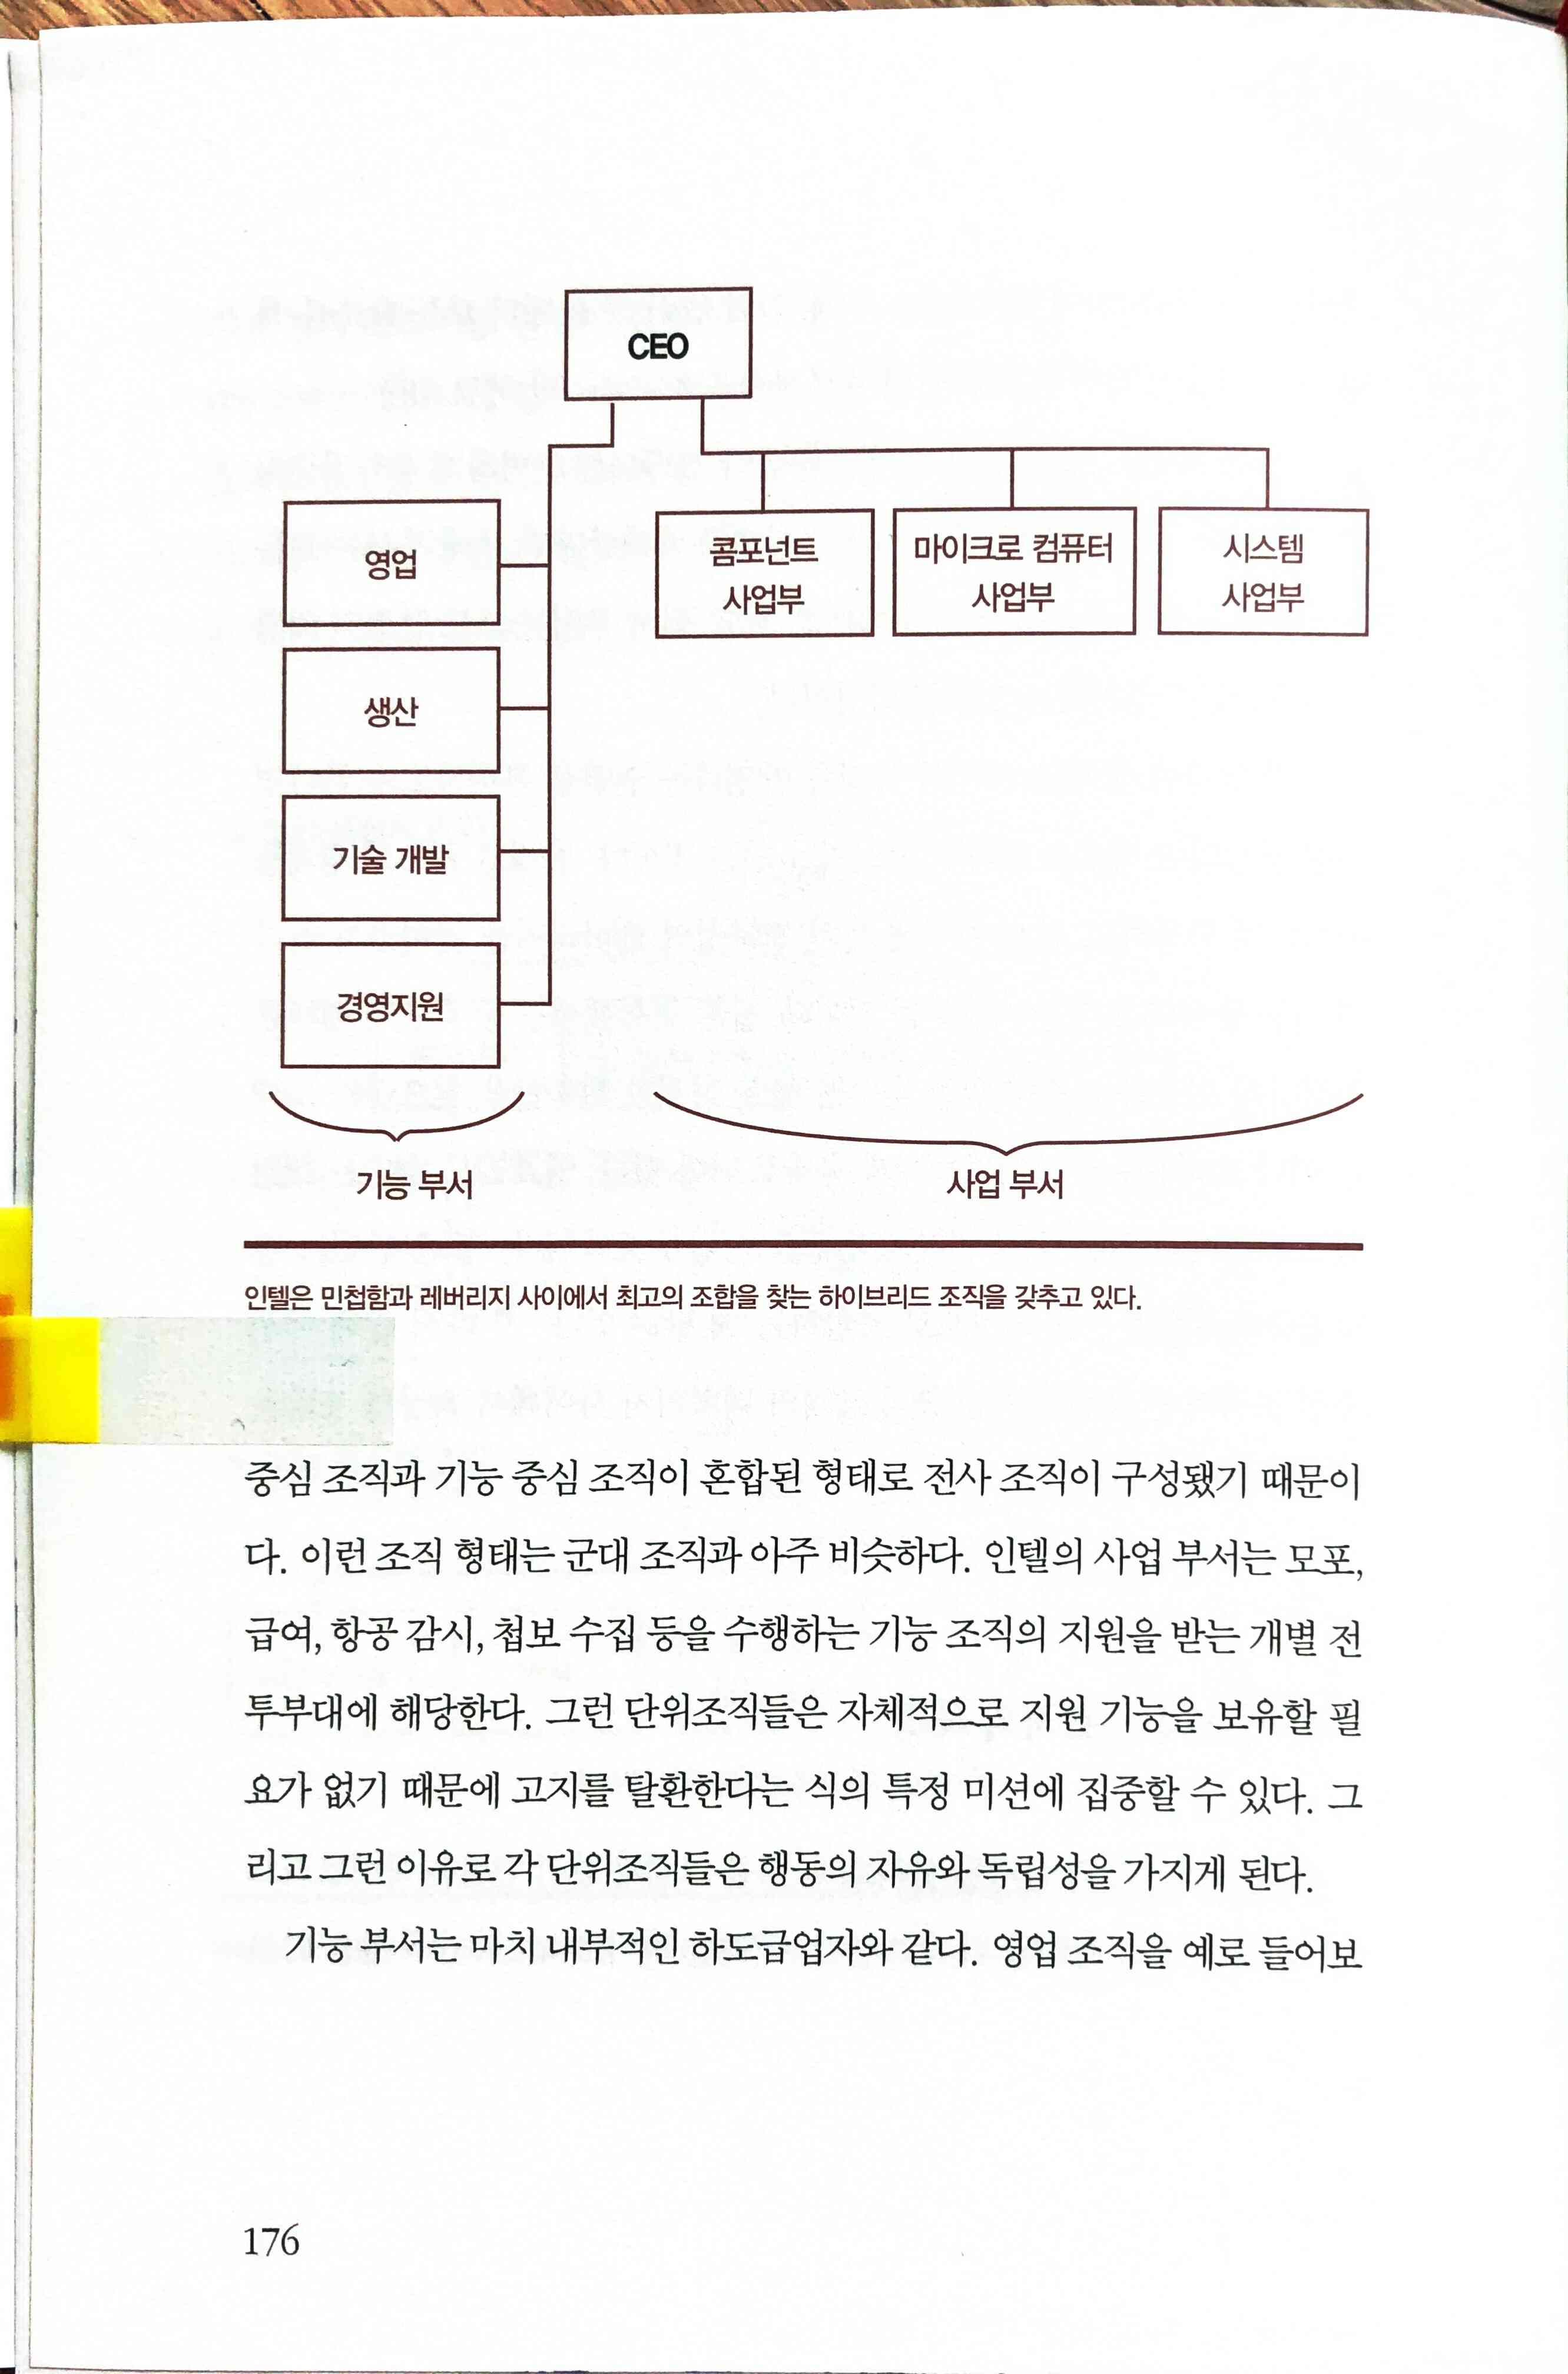 CEO
영업
생산
기술 개발
경영지원
콤포넌트
사업부
마이크로 컴퓨터
사업부
시스템
사업부
기능 부서
사업 부서
인텔은 민첩함과 레버리지 사이에서 최고의 조합을 찾는 하이브리드 조직을 갖추고 있다.
중심 조직과 기능 중심 조직이 혼합된 형태로 전사 조직이 구성됐기 때문이
다. 이런 조직 형태는 군대 조직과 아주 비슷하다. 인텔의 사업 부서는 모포,
급여, 항공 감시, 첩보 수집 등을 수행하는 기능 조직의 지원을 받는 개별 전
투부대에 해당한다. 그런 단위조직들은 자체적으로 지원 기능을 보유할 필
요가 없기 때문에 고지를 탈환한다는 식의 특정 미션에 집중할 수 있다. 그
리고 그런 이유로 각 단위조직들은 행동의 자유와 독립성을 가지게 된다.
기능 부서는 마치 내부적인 하도급업자와 같다. 영업 조직을 예로 들어보
176